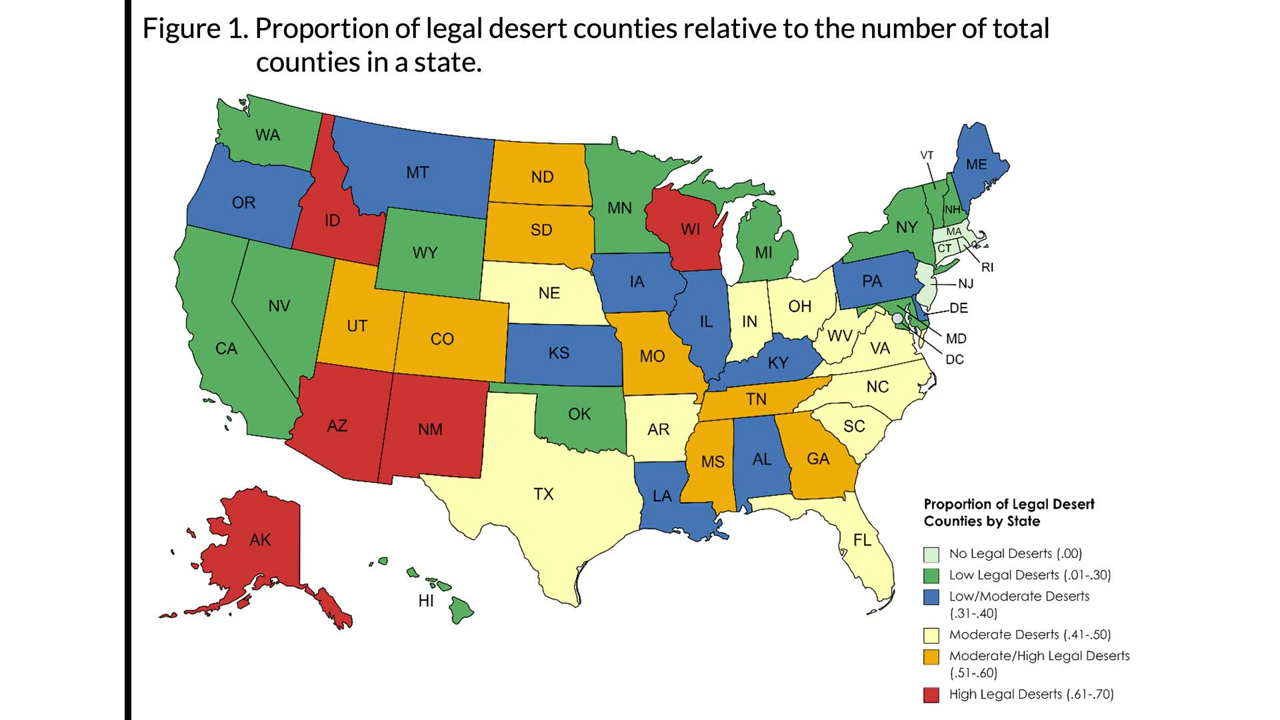 Figure 1. Proportion of legal desert counties relative to the number of total
counties in a state.
WA
OR
CA
NV
ID
MT
WY
UT
CO
AZ
NM
ND
SD
NE
KS
OK
TX
MN
IA
MO
AR
LA
WI
IL
MI
IN
OH
KY
TN
MS
AL
GA
FL
SC
NC
VA
WV
PA
NY
VT
NH
ME
MA
CT
RI
NJ
DE
MD
DC
AK
HI
Proportion of Legal Desert
Counties by State
No Legal Deserts (.00)
Low Legal Deserts (.01-.30)
Low/Moderate Deserts
(.31-.40)
Moderate Deserts (.41-.50)
Moderate/High Legal Deserts
(.51-.60)
High Legal Deserts (.61-.70)